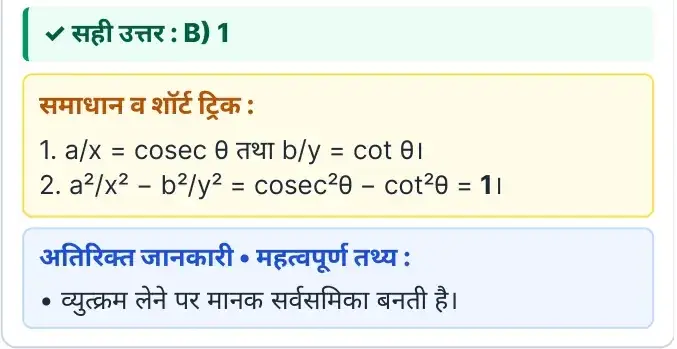 ✓ सही उत्तर : B) 1
समाधान व शॉर्ट ट्रिक :
1. a/x = cosec θ तथा b/y = cot θ।
2. a²/x² − b²/y² = cosec²θ − cot²θ = 1।
अतिरिक्त जानकारी • महत्वपूर्ण तथ्य :
• व्युत्क्रम लेने पर मानक सर्वसमिका बनती है।